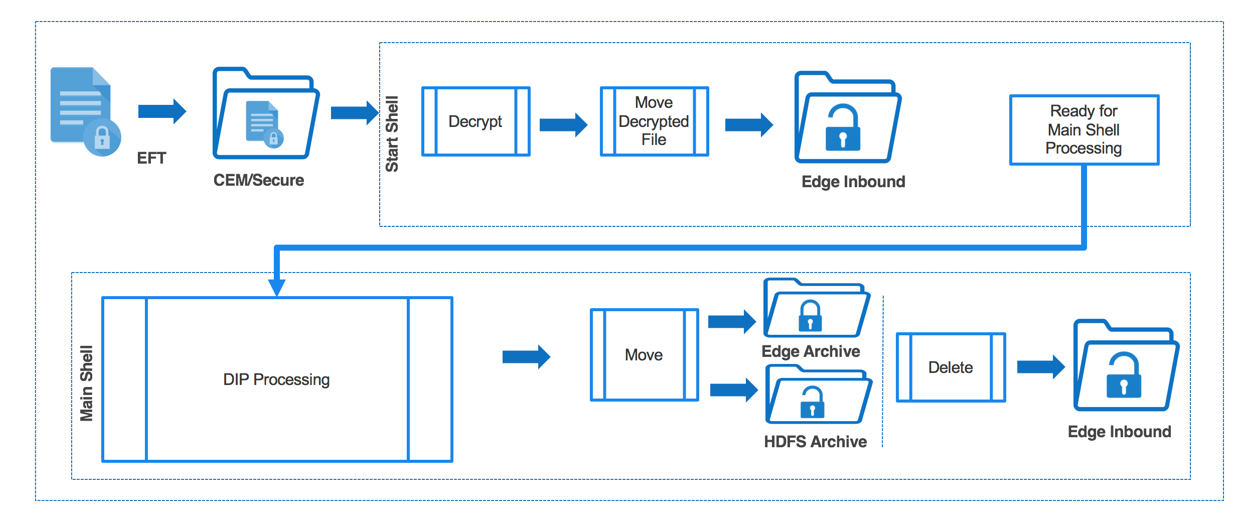 EFT
CEM/Secure
Start Shell
Decrypt
Move
Decrypted
File
Edge Inbound
Ready for
Main Shell
Processing
Main Shell
DIP Processing
Move
Edge Archive
HDFS Archive
Delete
Edge Inbound